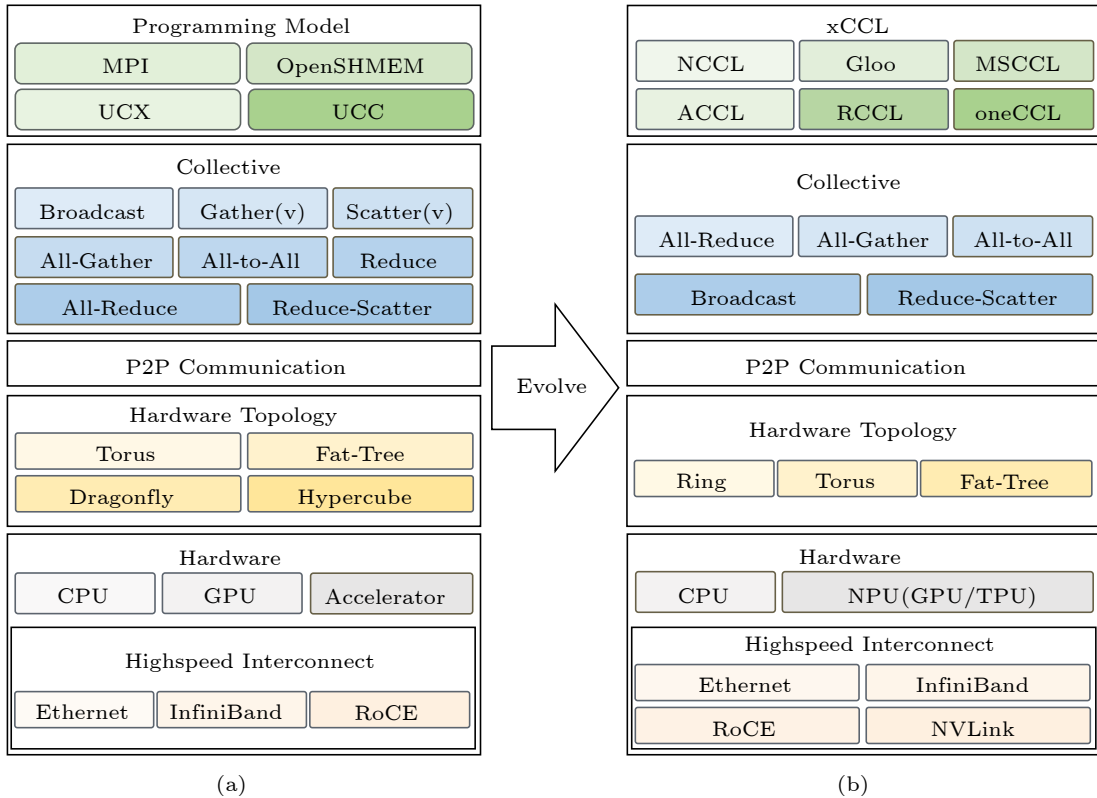 Programming Model
MPI
OpenSHMEM
UCX
UCC
Collective
Broadcast
Gather(v)
Scatter(v)
All-Gather
All-to-All
Reduce
All-Reduce
Reduce-Scatter
P2P Communication
Hardware Topology
Torus
Fat-Tree
Dragonfly
Hypercube
Hardware
CPU
GPU
Accelerator
Highspeed Interconnect
Ethernet
InfiniBand
RoCE
(a)
Evolve
xCCL
NCCL
Gloo
MSCCL
ACCL
RCCL
oneCCL
Collective
All-Reduce
All-Gather
All-to-All
Broadcast
Reduce-Scatter
P2P Communication
Hardware Topology
Ring
Torus
Fat-Tree
Hardware
CPU
NPU(GPU/TPU)
Highspeed Interconnect
Ethernet
InfiniBand
RoCE
NVLink
(b)